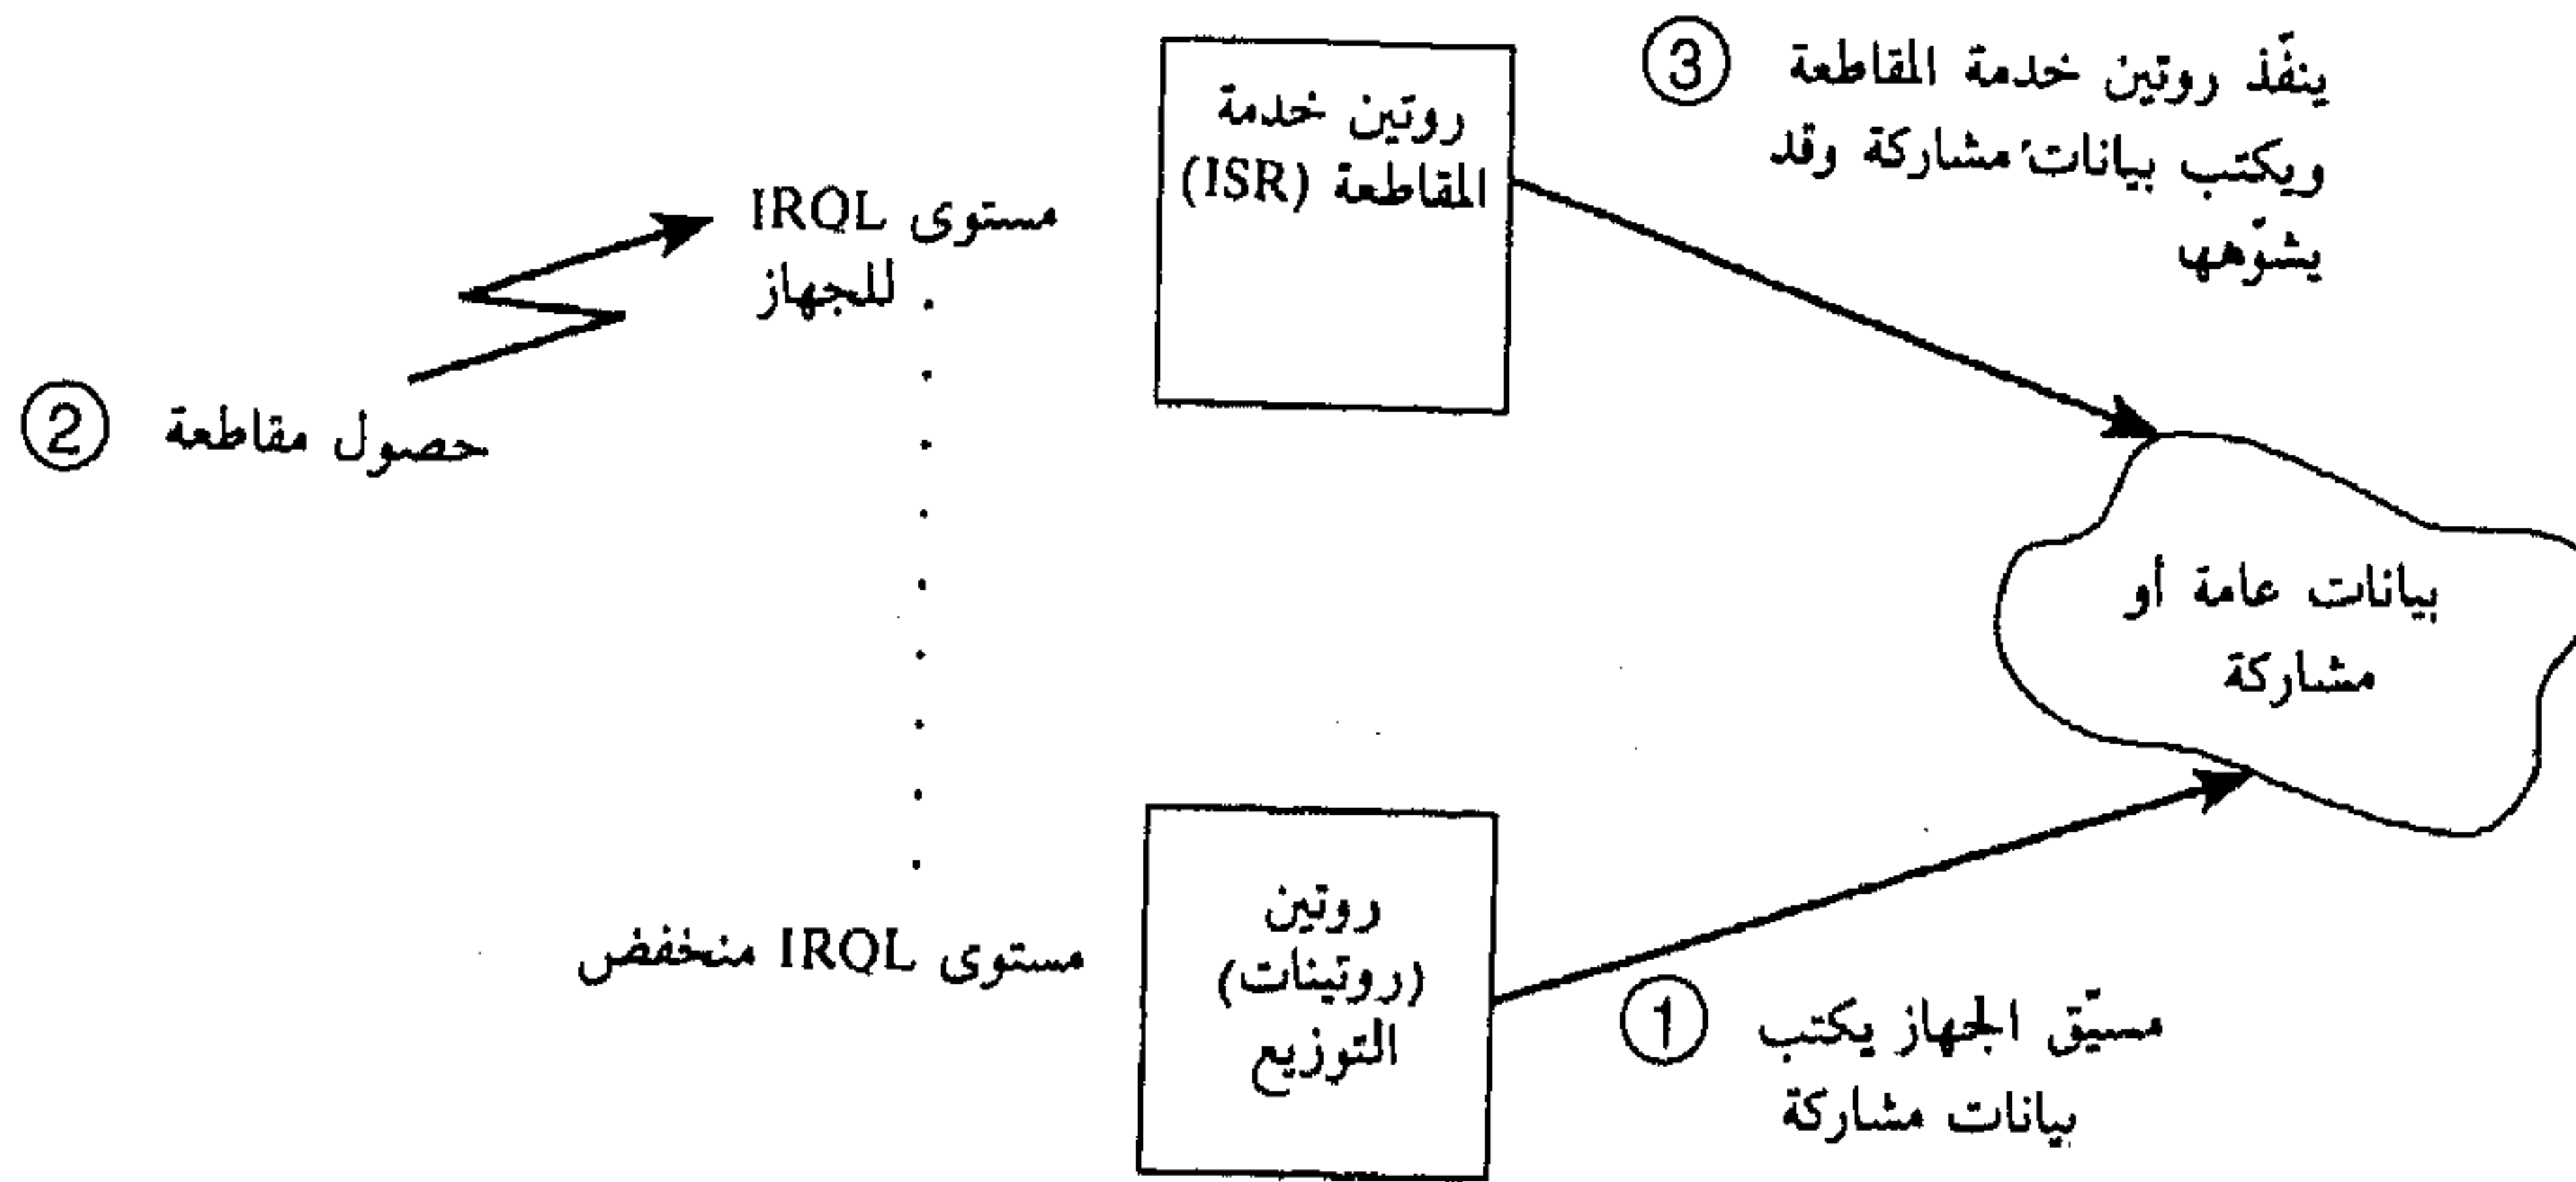 ③ ينفّذ روتين خدمة المقاطعة
ويكتب بيانات مشاركة وقد
يشوّهها
روتين خدمة
المقاطعة (ISR)
مستوى IRQL
للجهاز
② حصول مقاطعة
بيانات عامة أو
مشاركة
روتين
(روتينات)
التوزيع
مستوى IRQL منخفض
① مسيّق الجهاز يكتب
بيانات مشاركة